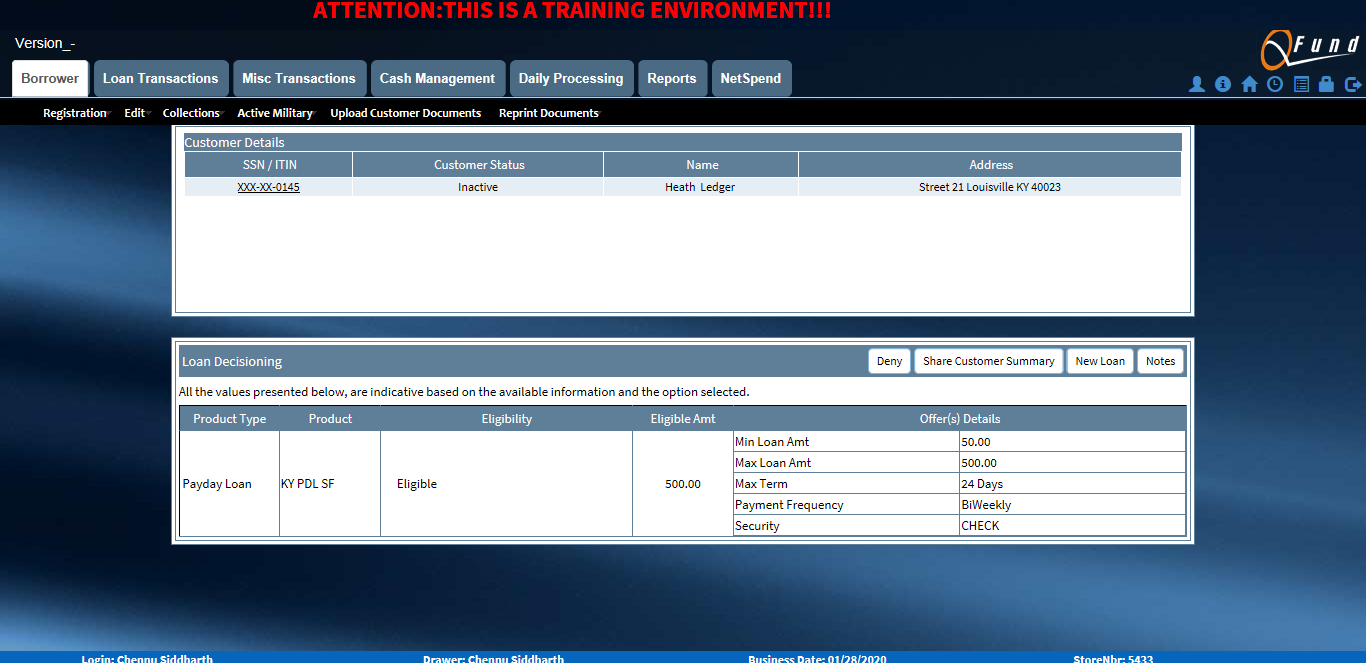 ATTENTION:THIS IS A TRAINING ENVIRONMENT!!!
Version_-
QFund
Borrower Loan Transactions Misc Transactions Cash Management Daily Processing Reports NetSpend
Registration Edit Collections Active Military Upload Customer Documents Reprint Documents
Customer Details
SSN / ITIN Customer Status Name Address
XXX-XX-0145 Inactive Heath Ledger Street 21 Louisville KY 40023
Loan Decisioning Deny Share Customer Summary New Loan Notes
All the values presented below, are indicative based on the available information and the option selected.
Product Type Product Eligibility Eligible Amt Offer(s) Details
Min Loan Amt 50.00
Max Loan Amt 500.00
Payday Loan KY PDL SF Eligible 500.00 Max Term 24 Days
Payment Frequency BiWeekly
Security CHECK
Login: Chennu Siddharth Drawer: Chennu Siddharth Business Date: 01/28/2020 StoreNbr: 5433